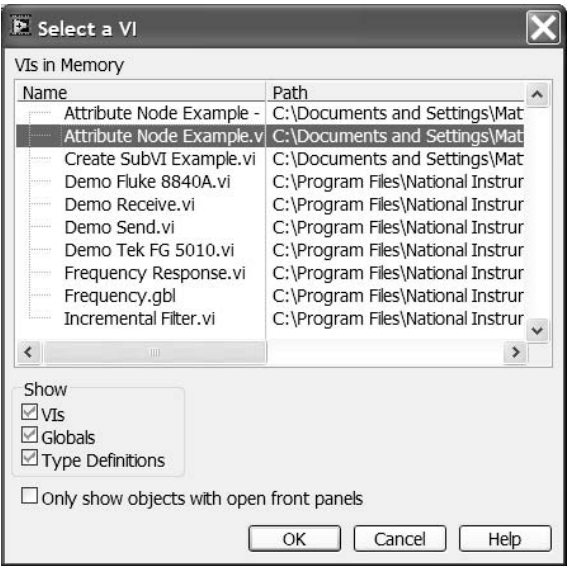 Select a VI
VIs in Memory
Name Path
Attribute Node Example - C:\Documents and Settings\Mat
Attribute Node Example.v C:\Documents and Settings\Mat
Create SubVI Example.vi C:\Documents and Settings\Mat
Demo Fluke 8840A.vi C:\Program Files\National Instrur
Demo Receive.vi C:\Program Files\National Instrur
Demo Send.vi C:\Program Files\National Instrur
Demo Tek FG 5010.vi C:\Program Files\National Instrur
Frequency Response.vi C:\Program Files\National Instrur
Frequency.gbl C:\Program Files\National Instrur
Incremental Filter.vi C:\Program Files\National Instrur
Show
VIs
Globals
Type Definitions
Only show objects with open front panels
OK Cancel Help